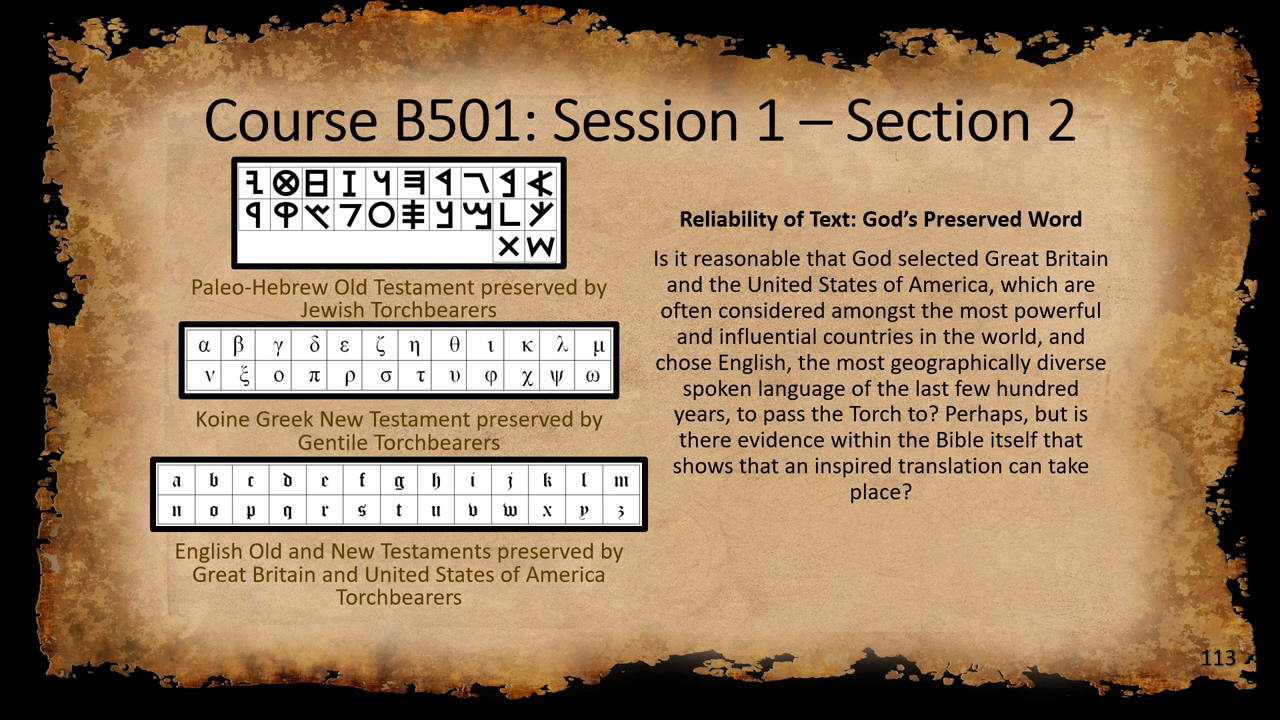 Course B501: Session 1 – Section 2
𐤀 𐤁 𐤂 𐤃 𐤄 𐤅 𐤆 𐤇 𐤈 𐤉
𐤊 𐤋 𐤌 𐤍 𐤎 𐤏 𐤐 𐤑 𐤒 𐤓
𐤔 𐤕
Paleo-Hebrew Old Testament preserved by
Jewish Torchbearers
α β γ δ ε ζ η θ ι κ λ μ
ν ξ ο π ρ σ τ υ φ χ ψ ω
Koine Greek New Testament preserved by
Gentile Torchbearers
a b c d e f g h i j k l m
n o p q r s t u v w x y z
English Old and New Testaments preserved by
Great Britain and United States of America
Torchbearers
Reliability of Text: God’s Preserved Word
Is it reasonable that God selected Great Britain
and the United States of America, which are
often considered amongst the most powerful
and influential countries in the world, and
chose English, the most geographically diverse
spoken language of the last few hundred
years, to pass the Torch to? Perhaps, but is
there evidence within the Bible itself that
shows that an inspired translation can take
place?
113